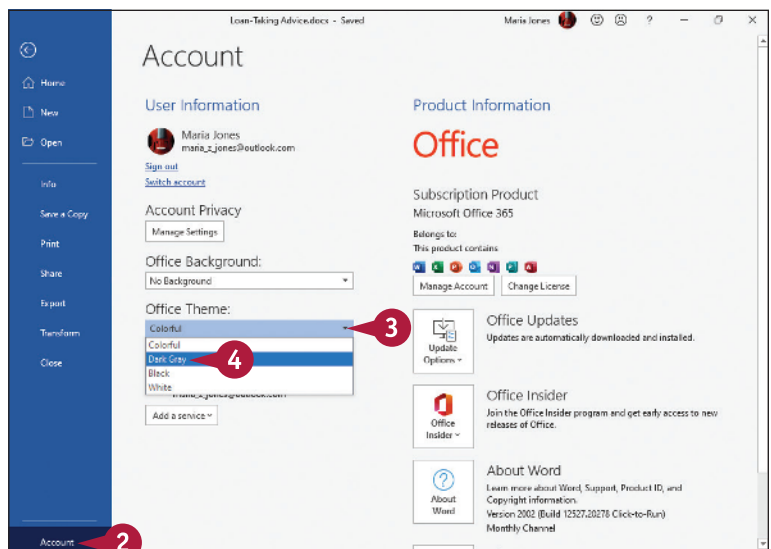 Loan-Taking Advice.docx - Saved
Maria Jones
?
Account
Home
New
Open
Info
Save a Copy
Print
Share
Export
Transform
Close
Account
2
User Information
Maria Jones
maria_z_jones@outlook.com
Sign out
Switch account
Account Privacy
Manage Settings
Office Background:
No Background
Office Theme:
Colorful
3
Colorful
Dark Gray
4
Black
White
maria_z_jones@outlook.com
Add a service
Product Information
Office
Subscription Product
Microsoft Office 365
Belongs to:
This product contains
Manage Account
Change License
Update
Options
Office Updates
Updates are automatically downloaded and installed.
Office
Insider
Office Insider
Join the Office Insider program and get early access to new
releases of Office.
About
Word
About Word
Learn more about Word, Support, Product ID, and
Copyright information.
Version 2002 (Build 12527.20278 Click-to-Run)
Monthly Channel